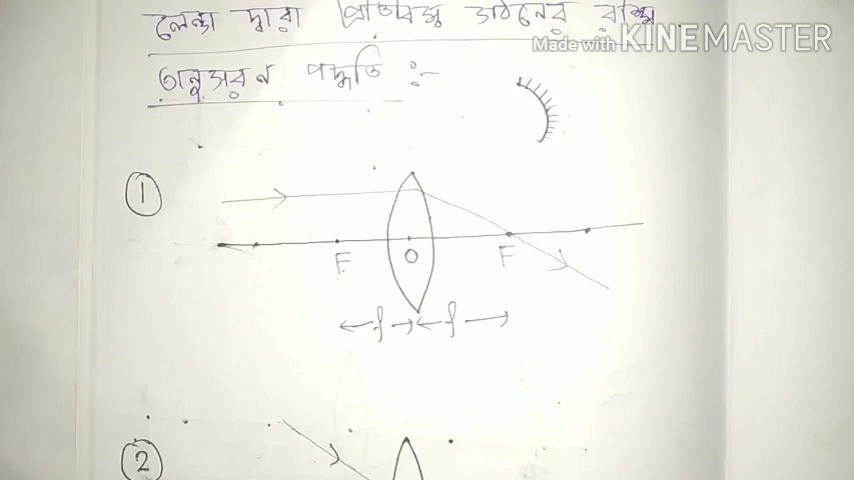 লেন্স দ্বারা প্রতিবিম্ব গঠনের রশ্মি
Made with KINEMASTER
অনুসরণ পদ্ধতি :-
①
F O F
f f
②